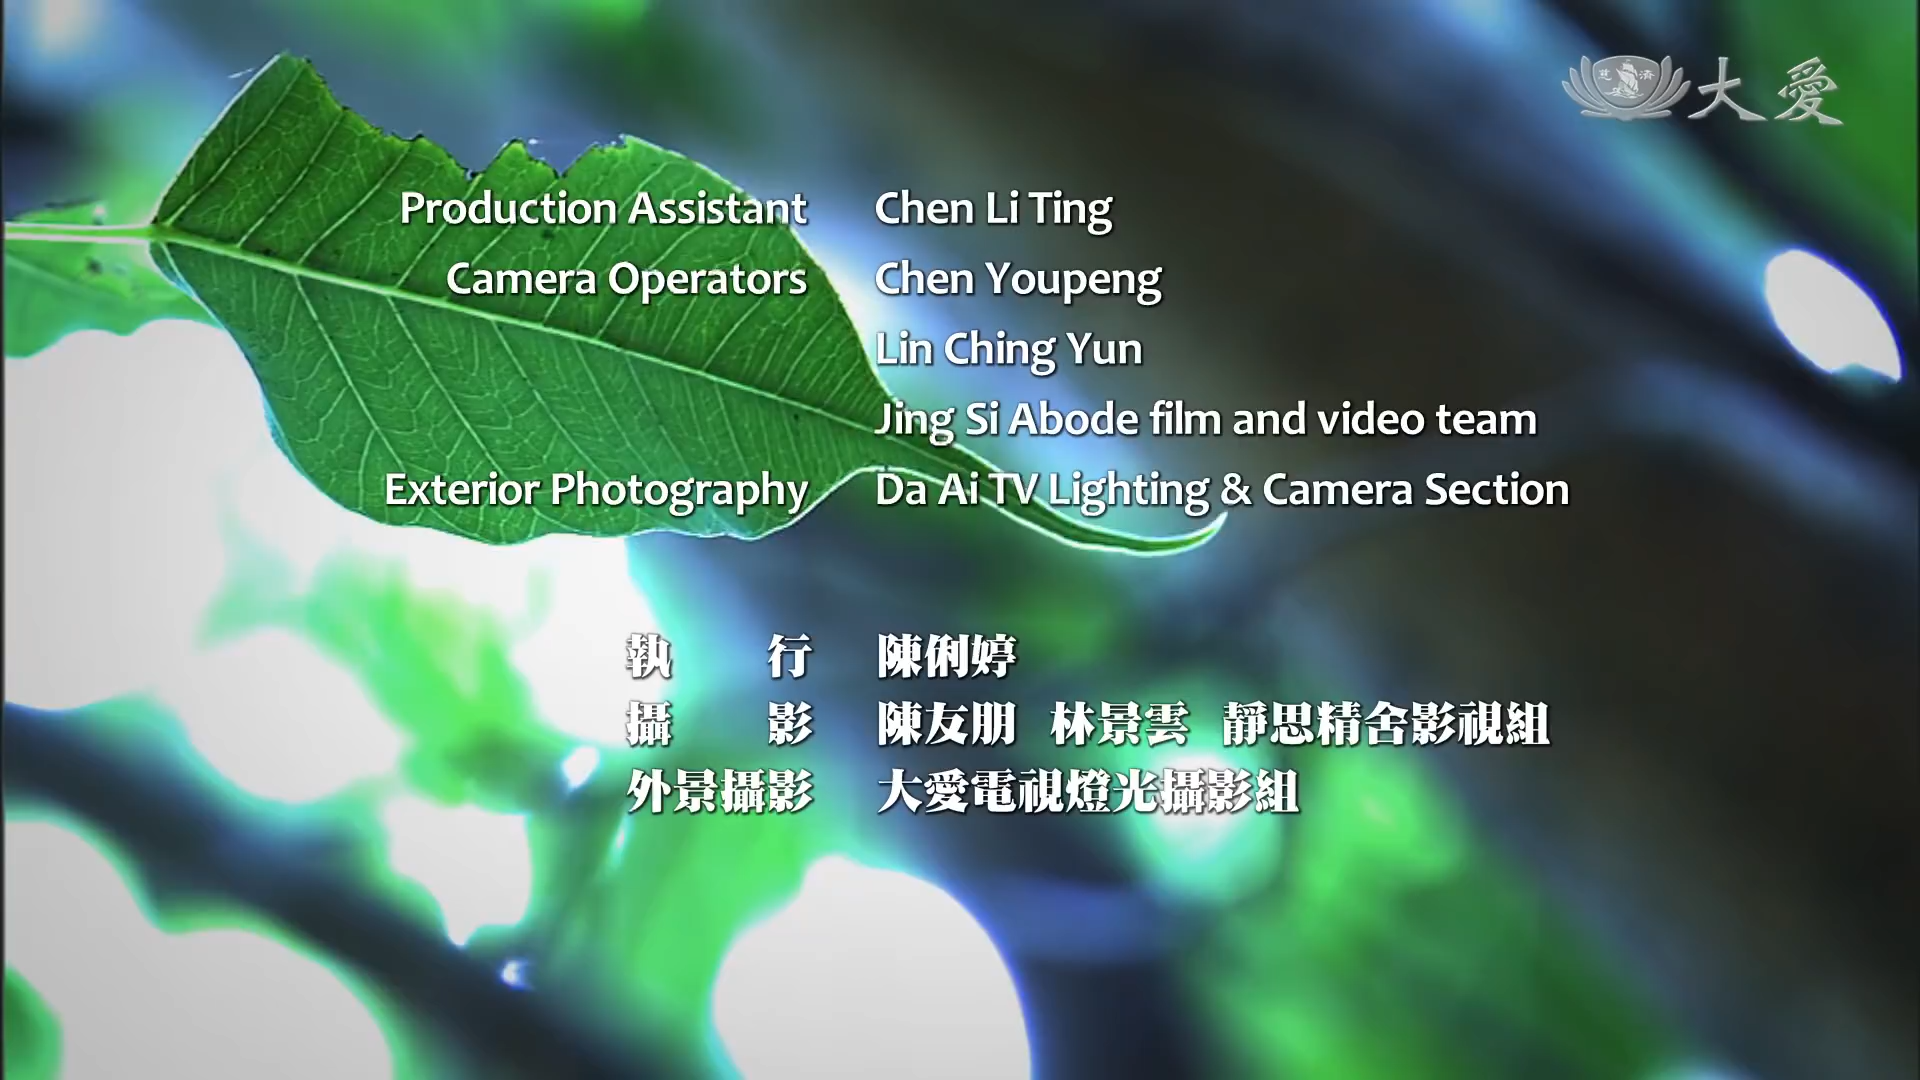 大愛
慈 濟
Production Assistant Chen Li Ting
Camera Operators Chen Youpeng
Lin Ching Yun
Jing Si Abode film and video team
Exterior Photography Da Ai TV Lighting & Camera Section
執 行 陳俐婷
攝 影 陳友朋 林景雲 靜思精舍影視組
外景攝影 大愛電視燈光攝影組